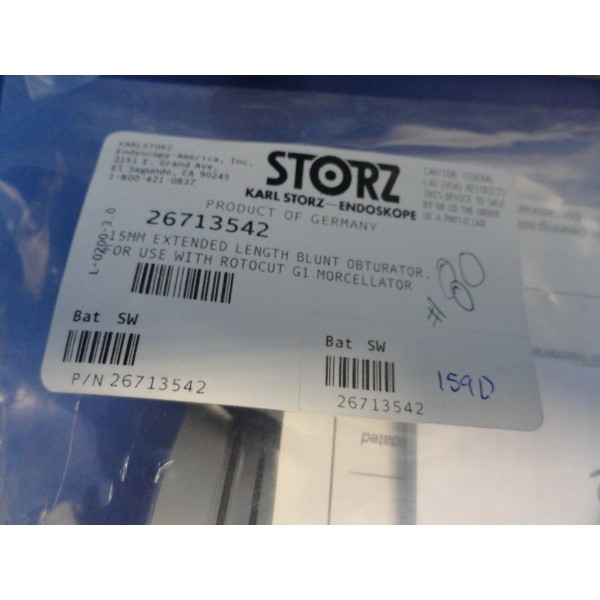 KARLSTORZ
Endoscopy-America, Inc.
2151 E. Grand Ave,
El Segundo, CA 90245
1-800-421-0837
STORZ
KARL STORZ—ENDOSKOPE
PRODUCT OF GERMANY
CAUTION: FEDERAL
LAW (USA) RESTRICTS
THIS DEVICE TO SALE
BY OR ON THE ORDER
OF A PHYSICIAN
L-0200-3.0
26713542
15MM EXTENDED LENGTH BLUNT OBTURATOR.
FOR USE WITH ROTOCUT G1 MORCELLATOR
#
Bat SW
P/N 26713542
Bat SW
26713542
159D